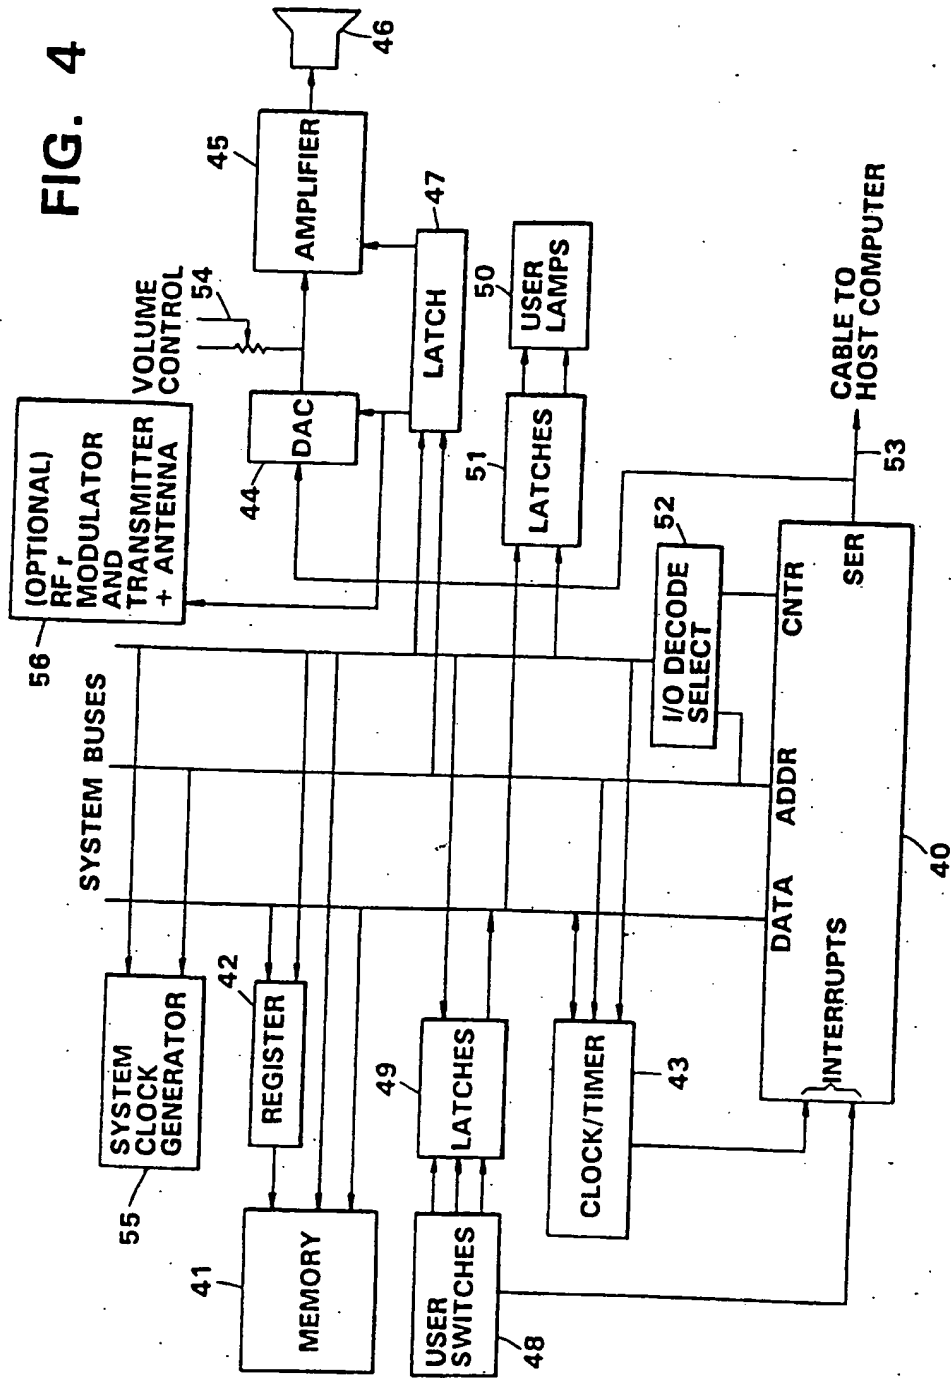 FIG. 4
SYSTEM BUSES
(OPTIONAL)
RF r
MODULATOR
AND
TRANSMITTER
+ ANTENNA
56
VOLUME
CONTROL
54
SYSTEM
CLOCK
GENERATOR
55
41
MEMORY
42
REGISTER
44
DAC
45
AMPLIFIER
46
47
LATCH
USER
SWITCHES
48
49
LATCHES
51
LATCHES
50
USER
LAMPS
CLOCK/TIMER
43
52
I/O DECODE
SELECT
INTERRUPTS
DATA
ADDR
CNTR
SER
40
53
CABLE TO
HOST COMPUTER